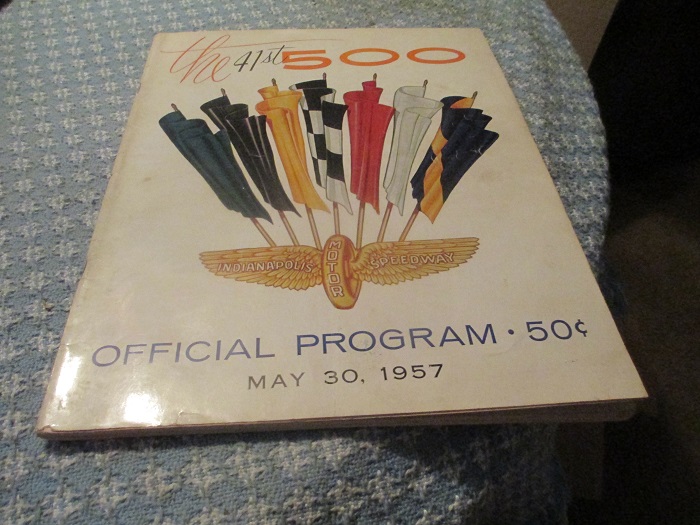 the 41st 500
INDIANAPOLIS MOTOR SPEEDWAY
OFFICIAL PROGRAM • 50¢
MAY 30, 1957